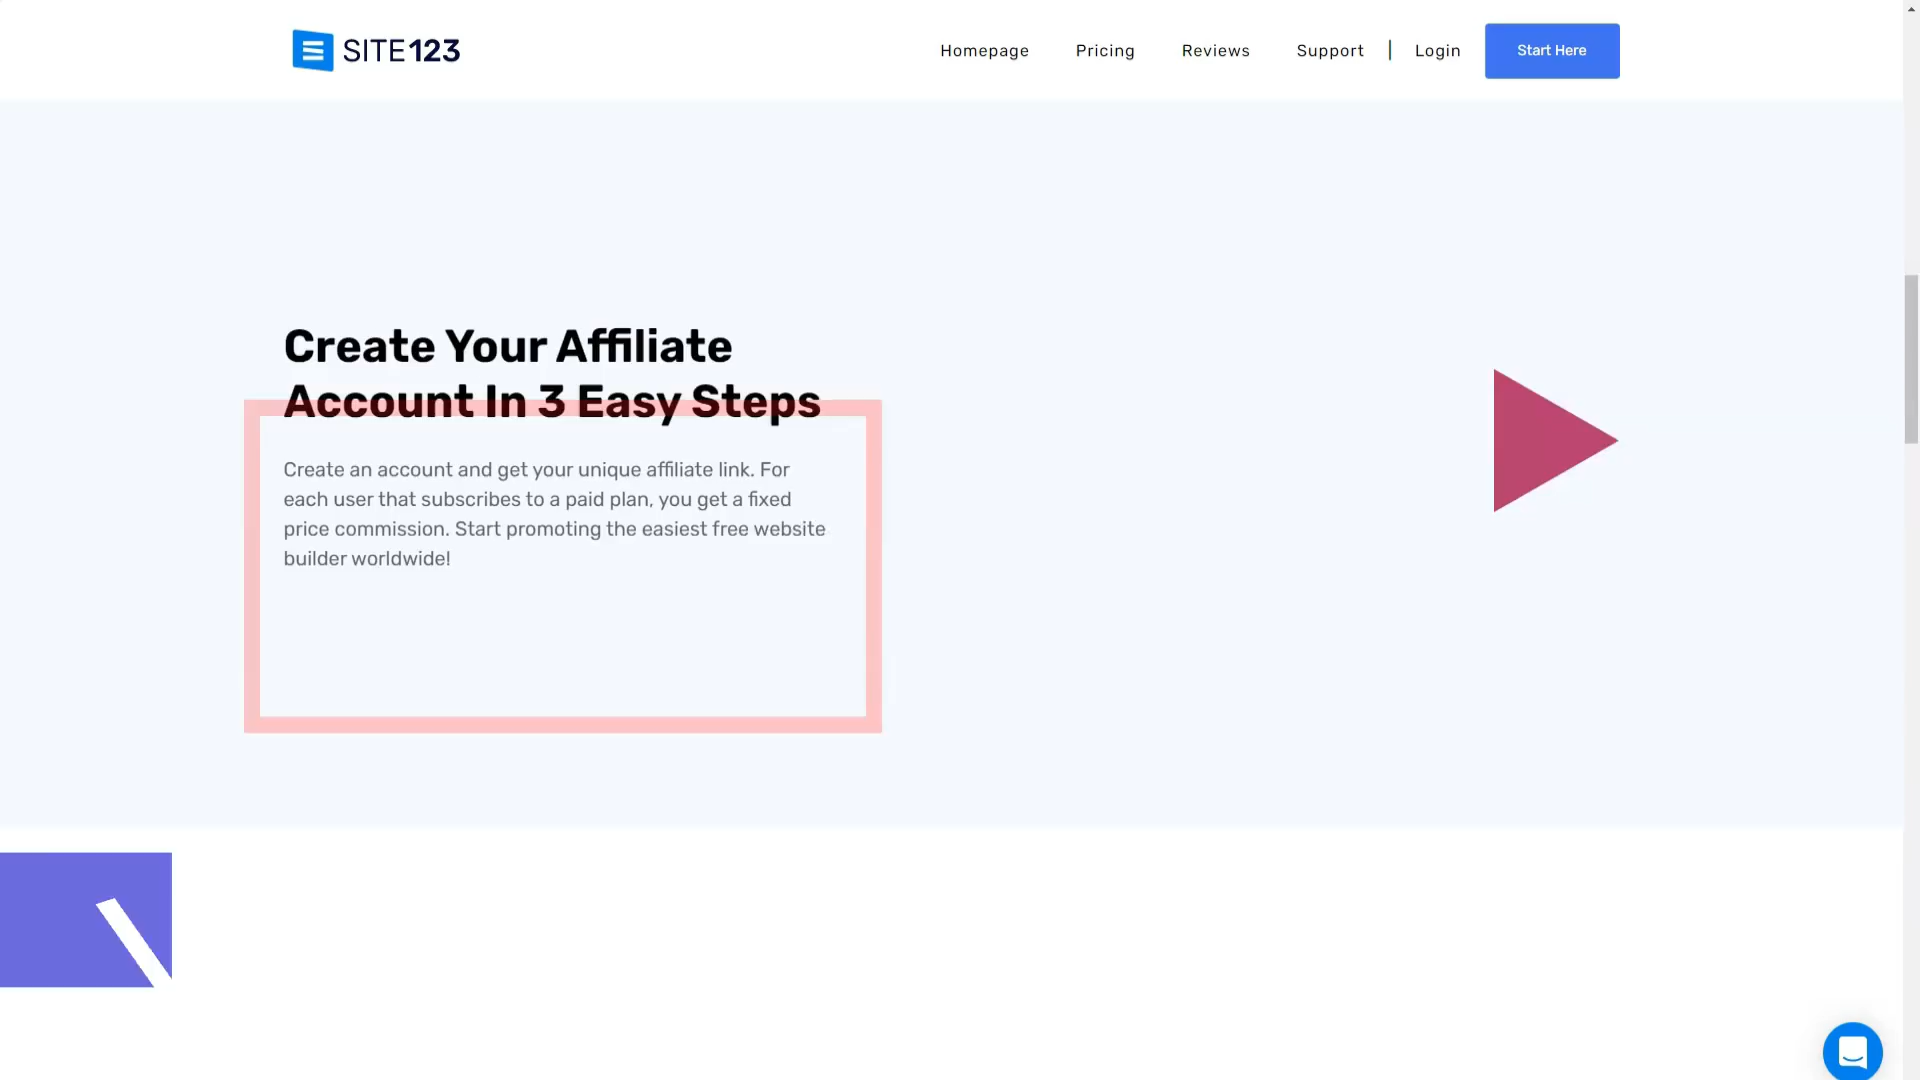 SITE123
Homepage Pricing Reviews Support | Login Start Here
Create Your Affiliate
Account In 3 Easy Steps
Create an account and get your unique affiliate link. For
each user that subscribes to a paid plan, you get a fixed
price commission. Start promoting the easiest free website
builder worldwide!